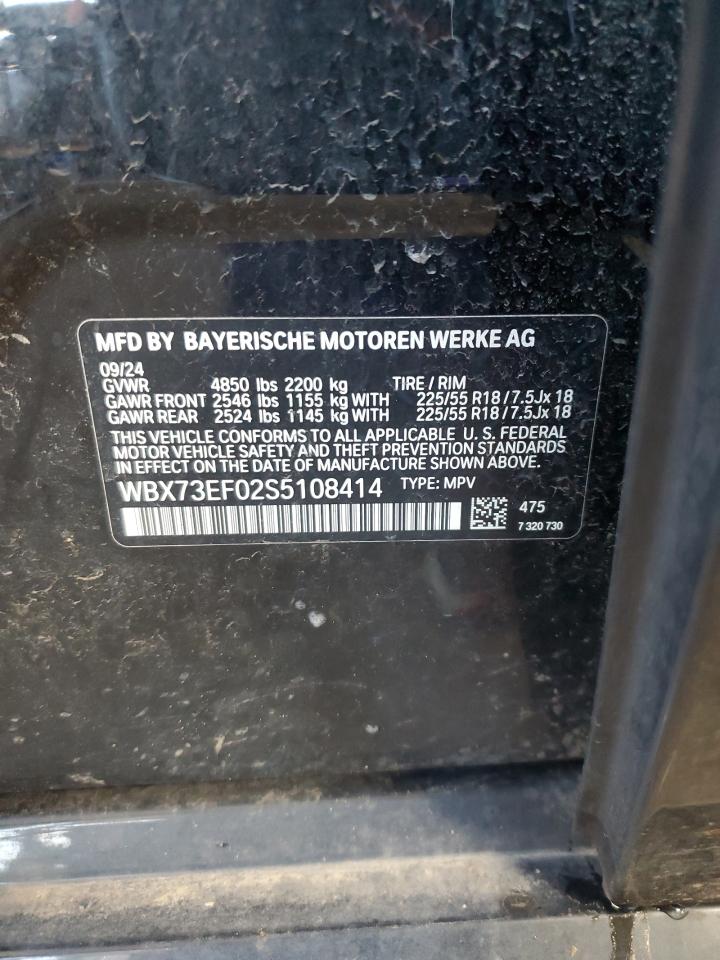 MFD BY BAYERISCHE MOTOREN WERKE AG
09/24
GVWR 4850 lbs 2200 kg TIRE / RIM
GAWR FRONT 2546 lbs 1155 kg WITH 225/55 R18 / 7.5Jx 18
GAWR REAR 2524 lbs 1145 kg WITH 225/55 R18 / 7.5Jx 18
THIS VEHICLE CONFORMS TO ALL APPLICABLE U. S. FEDERAL
MOTOR VEHICLE SAFETY AND THEFT PREVENTION STANDARDS
IN EFFECT ON THE DATE OF MANUFACTURE SHOWN ABOVE.
WBX73EF02S5108414 TYPE: MPV
475
7 320 730